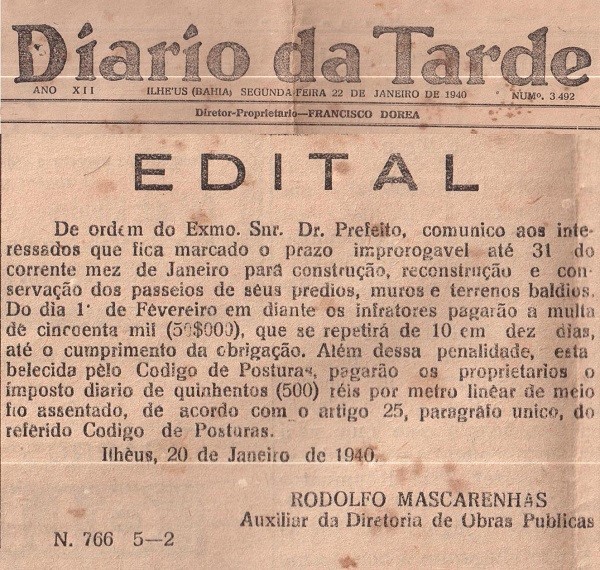 Diario da Tarde
ANO XII ILHE'US (BAHIA) SEGUNDA-FEIRA 22 DE JANEIRO DE 1940 NUMº. 3.492
Diretor-Proprietario—FRANCISCO DOREA
EDITAL
De ordem do Exmo. Snr. Dr. Prefeito, comunico aos inte-
ressados que fica marcado o prazo improrogavel até 31 do
corrente mez de Janeiro para construção, reconstrução e con-
servação dos passeios de seus predios, muros e terrenos baldios.
Do dia 1º de Fevereiro em diante os infratores pagarão a multa
de cincoenta mil (50$000), que se repetirá de 10 em dez dias,
até o cumprimento da obrigação. Além dessa penalidade, esta
belecida pelo Codigo de Posturas, pagarão os proprietarios o
imposto diario de quinhentos (500) réis por metro linear de meio
fio assentado, de acordo com o artigo 25, paragrafo unico, do
referido Codigo de Posturas.
Ilhéus, 20 de Janeiro de 1940.
RODOLFO MASCARENHAS
Auxiliar da Diretoria de Obras Publicas
N. 766 5—2